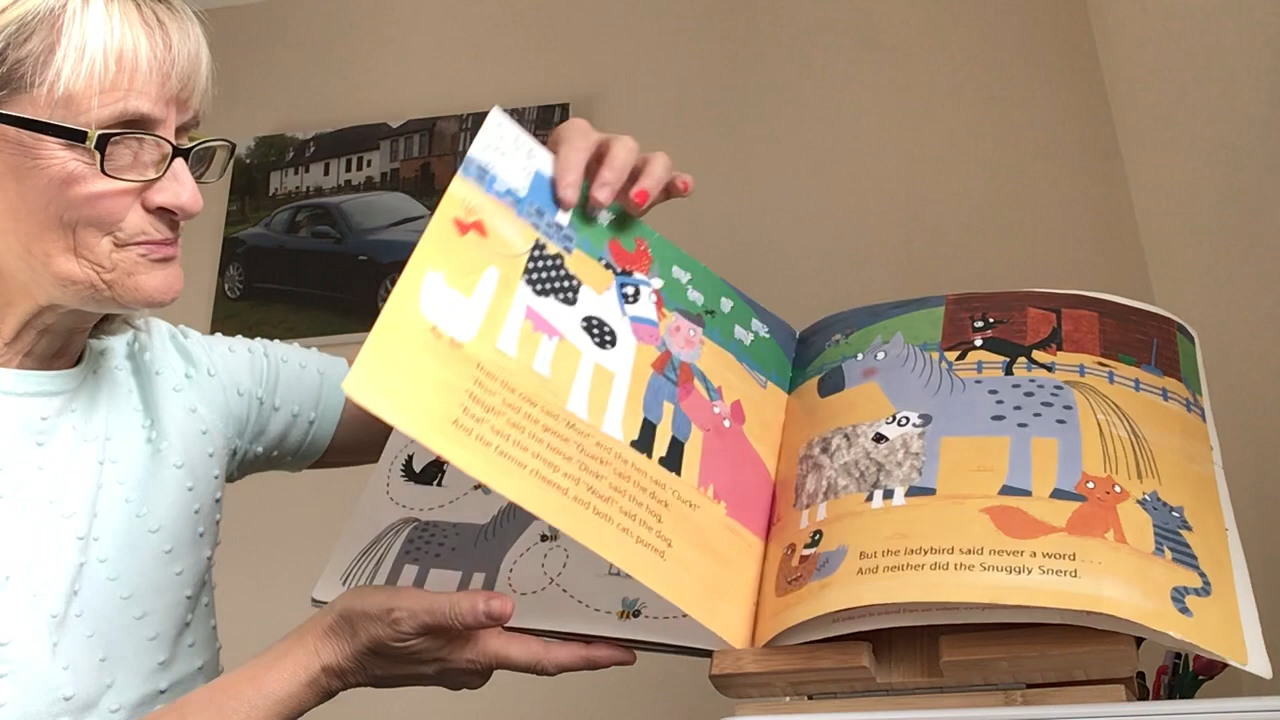 Then the cow said "Moo!" and the hen said "Cluck!"
"Hiss!" said the goose. "Quack!" said the duck.
"Neigh!" said the horse. "Oink!" said the hog.
"Baa!" said the sheep and "Woof!" said the dog.
And the farmer cheered, and both cats purred,
But the ladybird said never a word . . . .
And neither did the Snuggly Snerd.